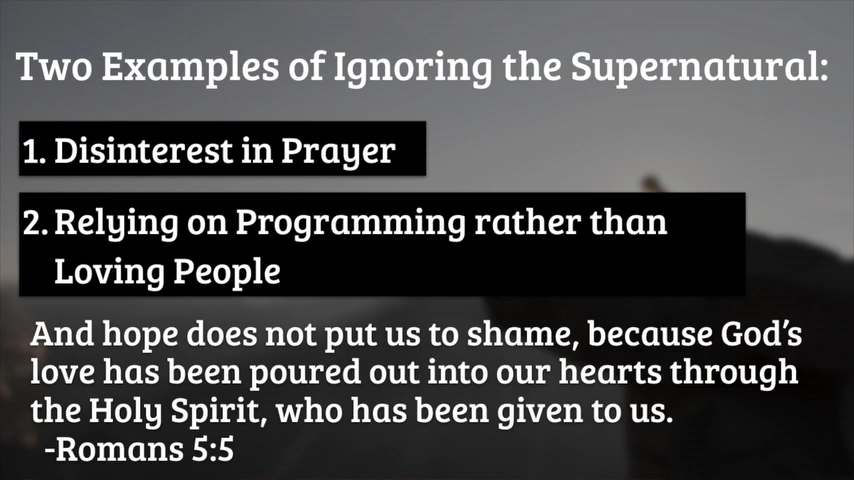 Two Examples of Ignoring the Supernatural:
1. Disinterest in Prayer
2. Relying on Programming rather than
Loving People
And hope does not put us to shame, because God’s
love has been poured out into our hearts through
the Holy Spirit, who has been given to us.
-Romans 5:5